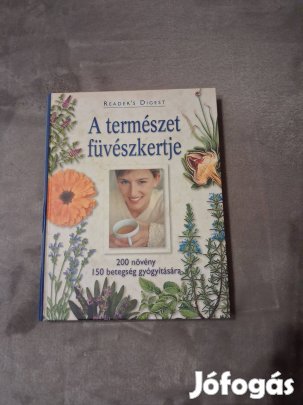 READER'S DIGEST
A természet
füvészkertje
200 növény
150 betegség gyógyítására
Jófogás